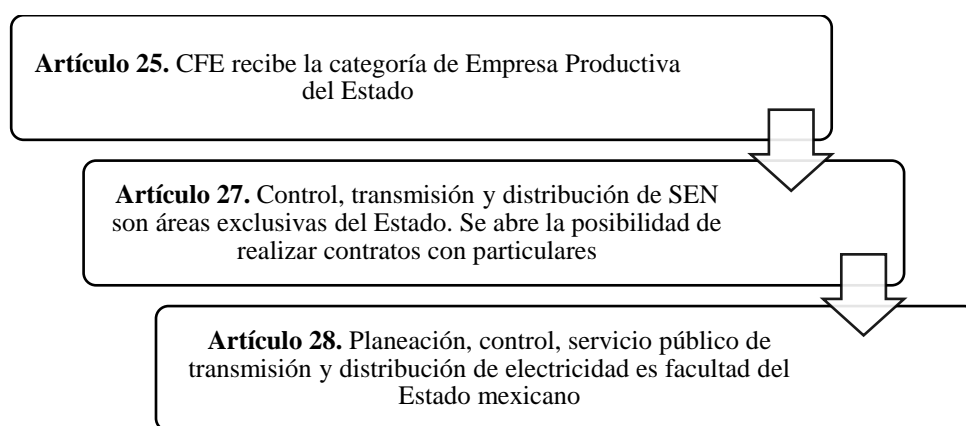 Artículo 25. CFE recibe la categoría de Empresa Productiva
del Estado
Artículo 27. Control, transmisión y distribución de SEN
son áreas exclusivas del Estado. Se abre la posibilidad de
realizar contratos con particulares
Artículo 28. Planeación, control, servicio público de
transmisión y distribución de electricidad es facultad del
Estado mexicano